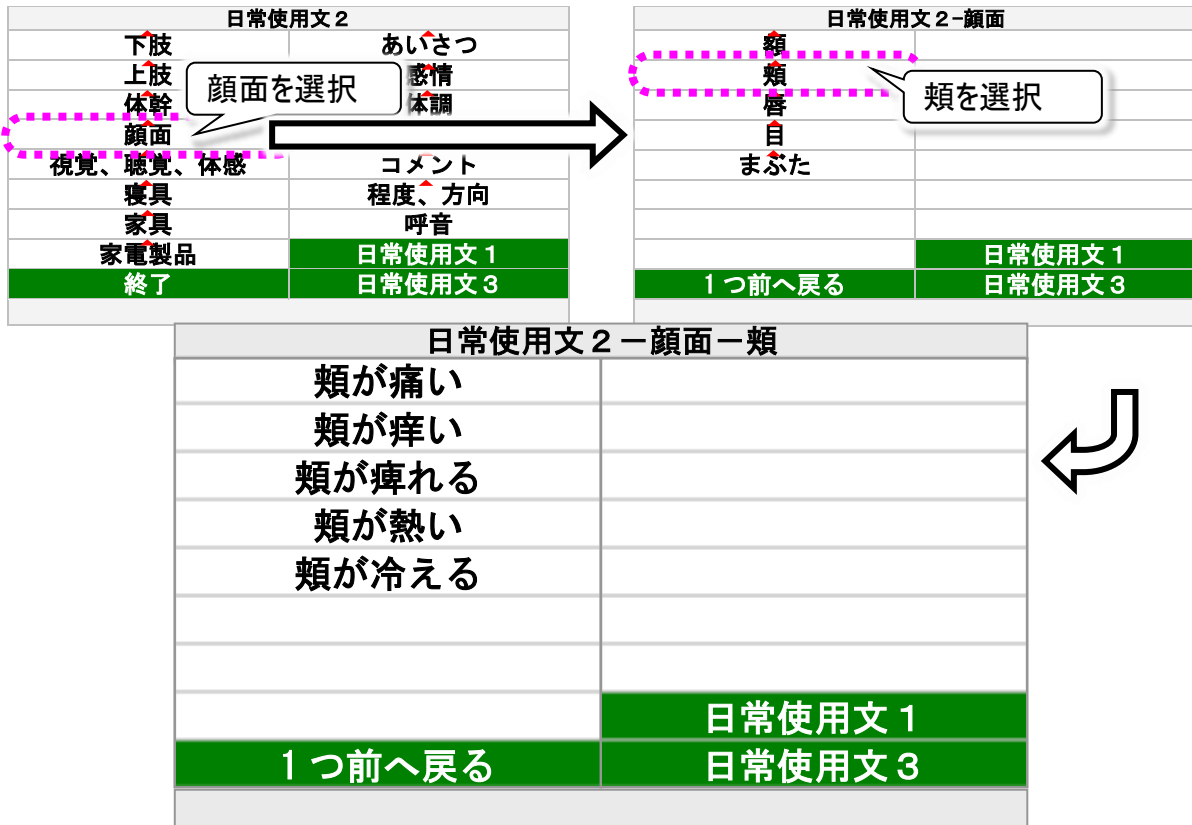 日常使用文２
下肢 あいさつ
上肢 感情
体幹 体調
顔面
視覚、聴覚、体感 コメント
寝具 程度、方向
家具 呼音
家電製品 日常使用文１
終了 日常使用文３
顔面を選択
日常使用文２-顔面
額
頬
唇
目
まぶた
日常使用文１
１つ前へ戻る 日常使用文３
頬を選択
日常使用文２－顔面－頬
頬が痛い
頬が痒い
頬が痺れる
頬が熱い
頬が冷える
日常使用文１
１つ前へ戻る 日常使用文３